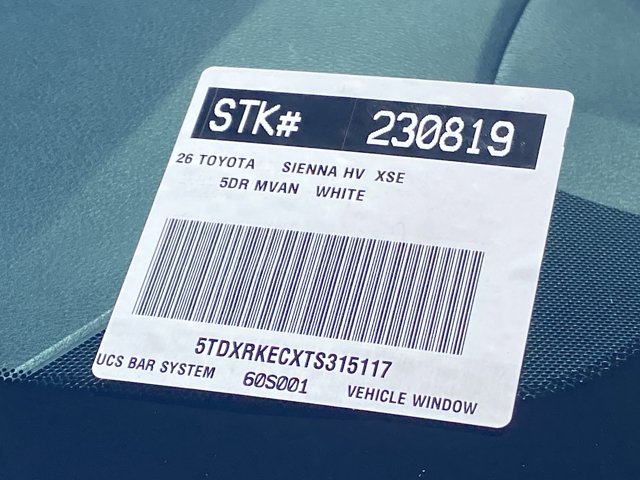 STK# 230819
26 TOYOTA SIENNA HV XSE
5DR MVAN WHITE
5TDXRKECXTS315117
UCS BAR SYSTEM 60S001 VEHICLE WINDOW